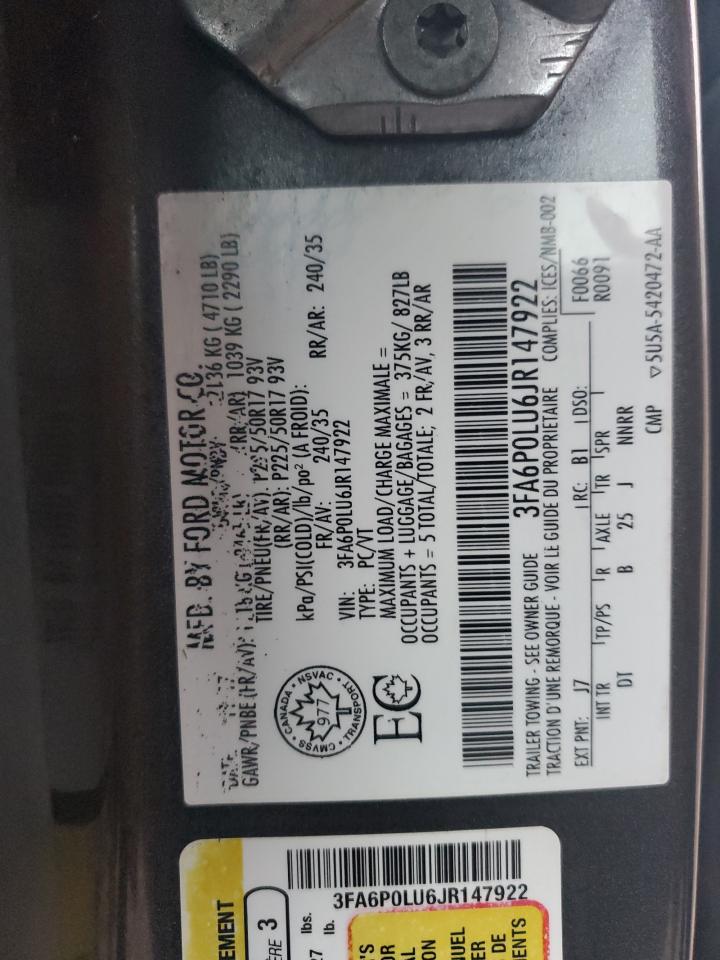 MFD. BY FORD MOTOR CO.
2136 KG ( 4710 LB)
GAWR/PNBE (FR/AV): (RR/AR) 1039 KG ( 2290 LB)
TIRE/PNEU(FR/AV). P225/50R17 93V
(RR/AR): P225/50R17 93V
kPa/PSI(COLD)/lb/po² (A FROID):
FR/AV: 240/35 RR/AR: 240/35
VIN: 3FA6P0LU6JR147922
TYPE: PC/VT
MAXIMUM LOAD/CHARGE MAXIMALE =
OCCUPANTS + LUGGAGE/BAGAGES = 375KG/ 827LB
OCCUPANTS = 5 TOTAL/TOTALE; 2 FR/AV, 3 RR/AR
CANADA • NSVAC • TRANSPORT • CMVSS
977
EC
3FA6P0LU6JR147922
TRAILER TOWING - SEE OWNER GUIDE
TRACTION D'UNE REMORQUE - VOIR LE GUIDE DU PROPRIETAIRE COMPLIES: ICES/NMB-002
EXT PNT: J7 RC: B1 DSO: F0066
INT TR TP/PS R AXLE TR SPR R0091
DT B 25 J NNRR
CMP ▽5U5A-5420472-AA
3FA6P0LU6JR147922
3
lbs.
lb.